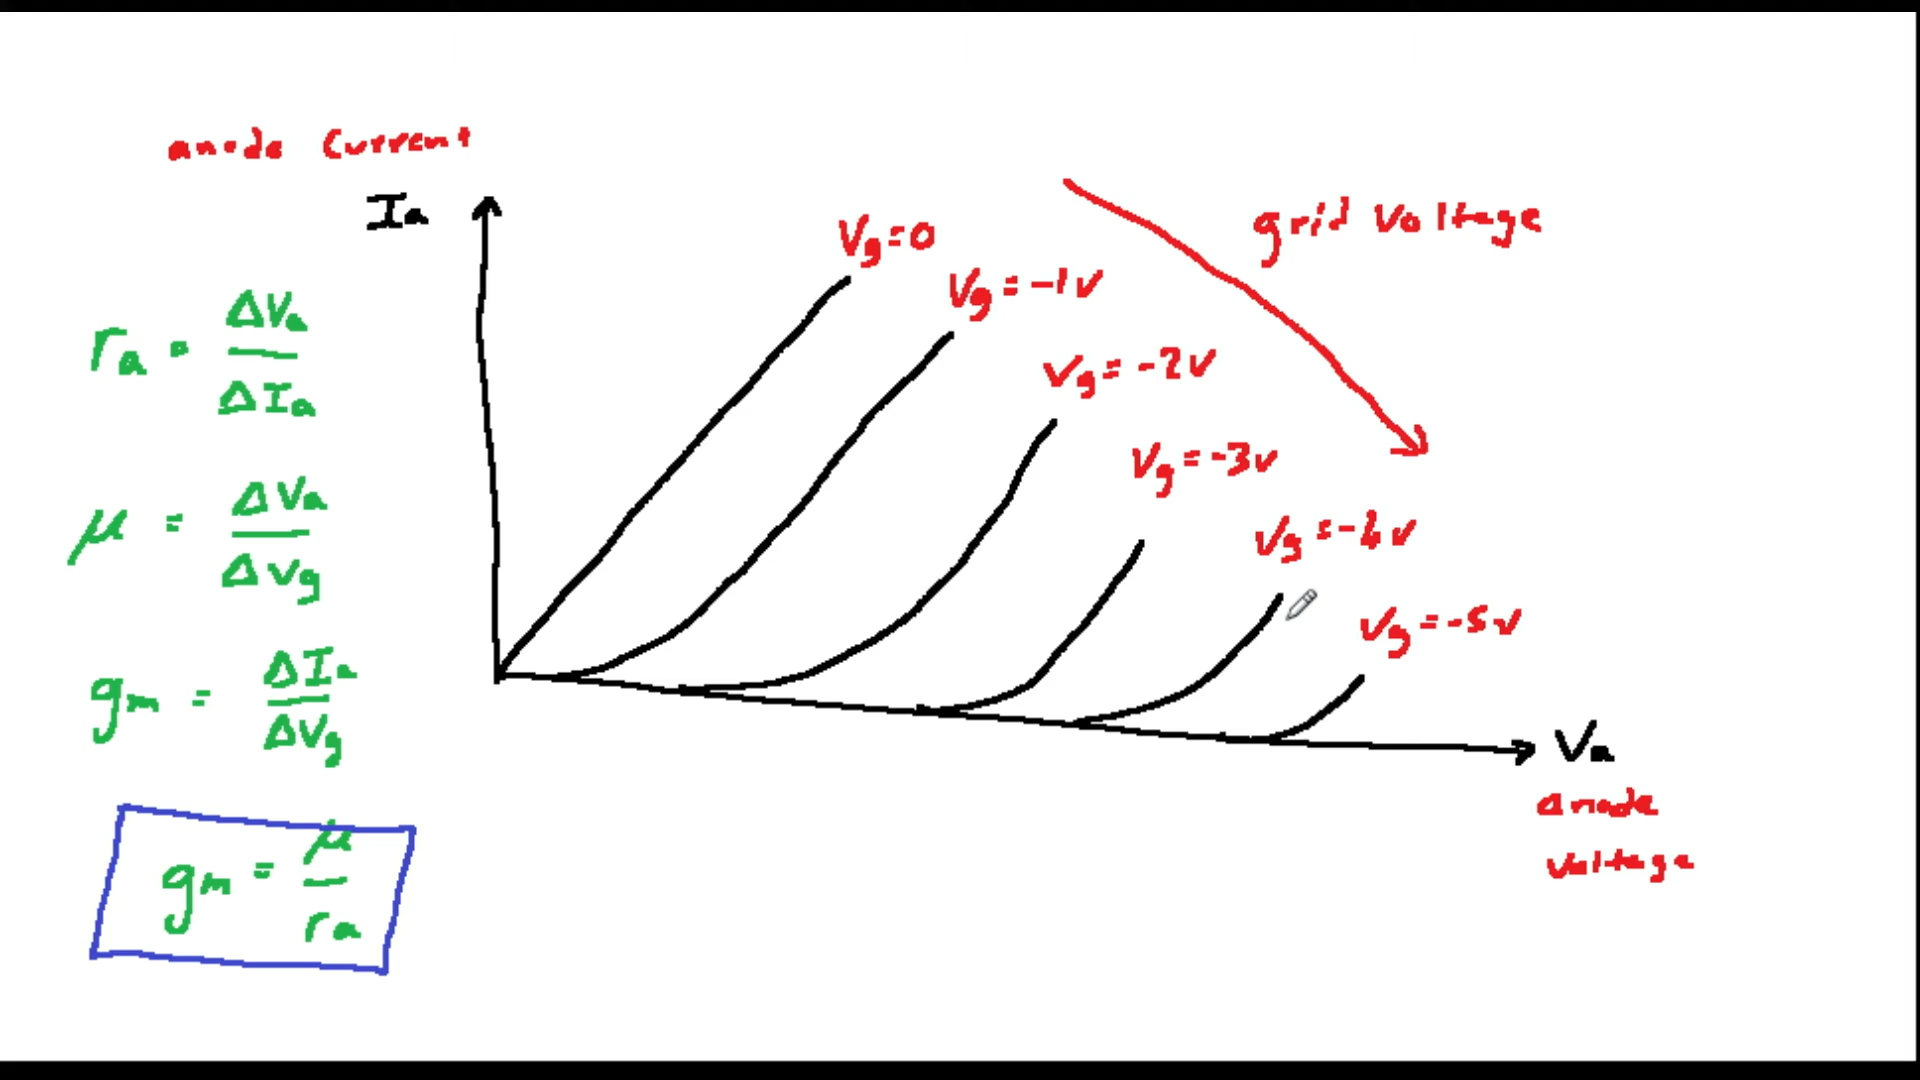 anode Current
Ia
Vg=0
Vg=-1v
grid voltage
Vg=-2v
ra = ΔVa / ΔIa
Vg=-3v
μ = ΔVa / ΔVg
Vg=-4v
Vg=-5v
gm = ΔIa / ΔVg
Va
anode
voltage
gm = μ / ra